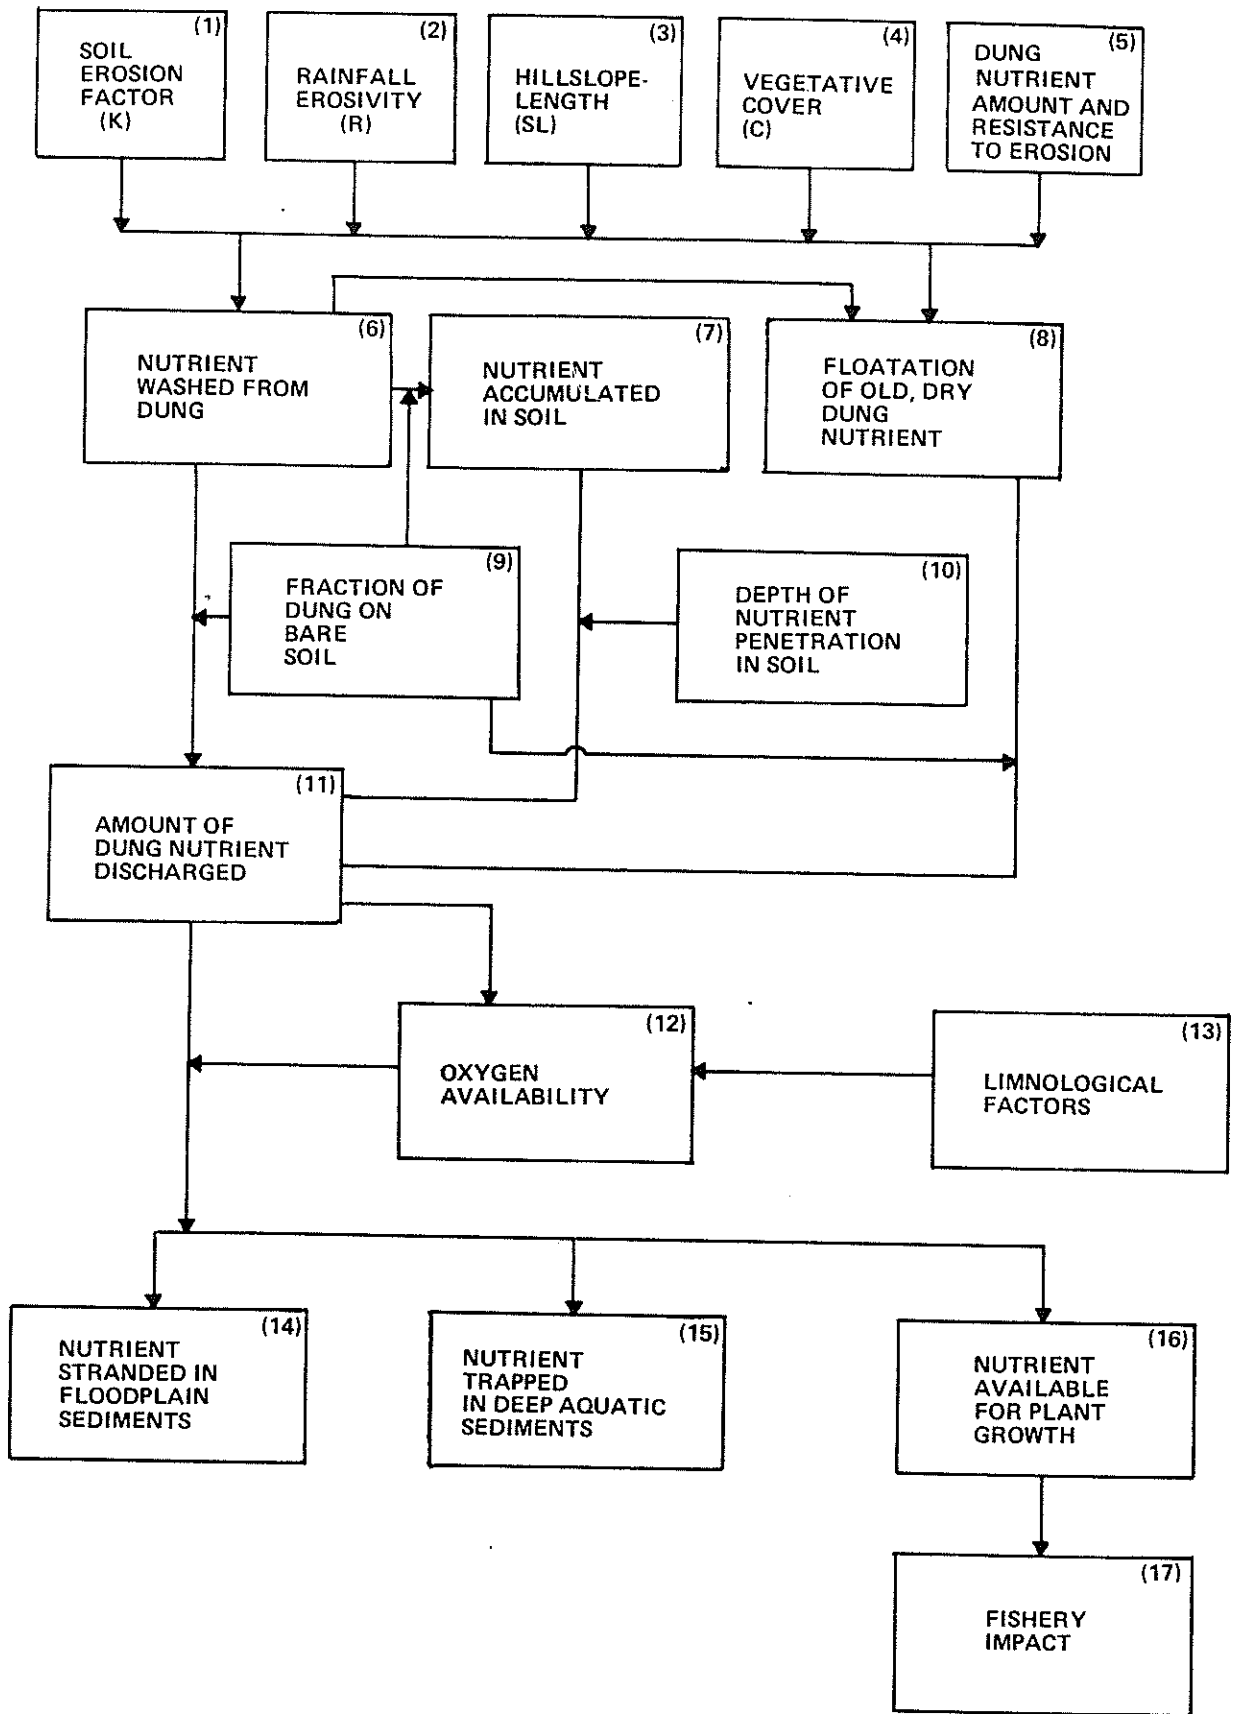 (1)
SOIL
EROSION
FACTOR
(K)
(2)
RAINFALL
EROSIVITY
(R)
(3)
HILLSLOPE-
LENGTH
(SL)
(4)
VEGETATIVE
COVER
(C)
(5)
DUNG
NUTRIENT
AMOUNT AND
RESISTANCE
TO EROSION
(6)
NUTRIENT
WASHED FROM
DUNG
(7)
NUTRIENT
ACCUMULATED
IN SOIL
(8)
FLOATATION
OF OLD, DRY
DUNG
NUTRIENT
(9)
FRACTION OF
DUNG ON
BARE
SOIL
(10)
DEPTH OF
NUTRIENT
PENETRATION
IN SOIL
(11)
AMOUNT OF
DUNG NUTRIENT
DISCHARGED
(12)
OXYGEN
AVAILABILITY
(13)
LIMNOLOGICAL
FACTORS
(14)
NUTRIENT
STRANDED IN
FLOODPLAIN
SEDIMENTS
(15)
NUTRIENT
TRAPPED
IN DEEP AQUATIC
SEDIMENTS
(16)
NUTRIENT
AVAILABLE
FOR PLANT
GROWTH
(17)
FISHERY
IMPACT